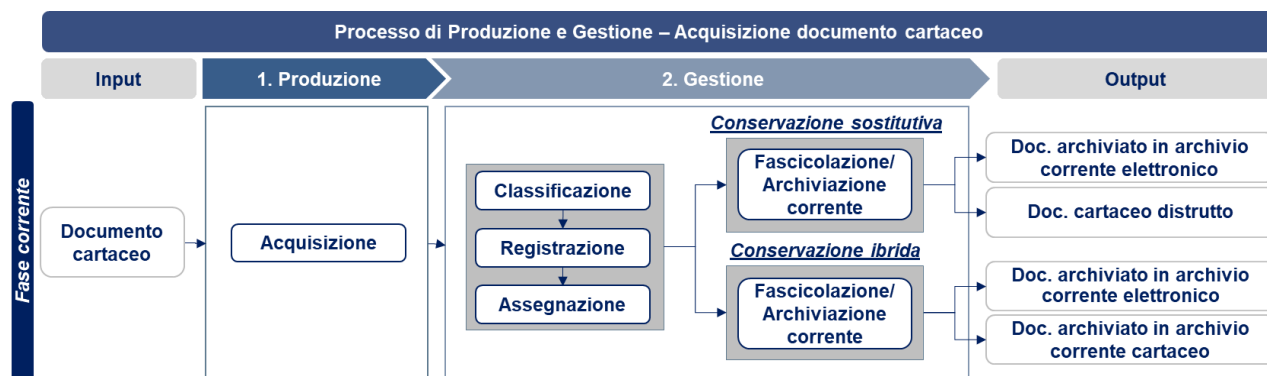 Processo di Produzione e Gestione – Acquisizione documento cartaceo
Input
1. Produzione
2. Gestione
Output
Fase corrente
Documento
cartaceo
Acquisizione
Classificazione
Registrazione
Assegnazione
Conservazione sostitutiva
Fascicolazione/
Archiviazione
corrente
Conservazione ibrida
Fascicolazione/
Archiviazione
corrente
Doc. archiviato in archivio
corrente elettronico
Doc. cartaceo distrutto
Doc. archiviato in archivio
corrente elettronico
Doc. archiviato in archivio
corrente cartaceo